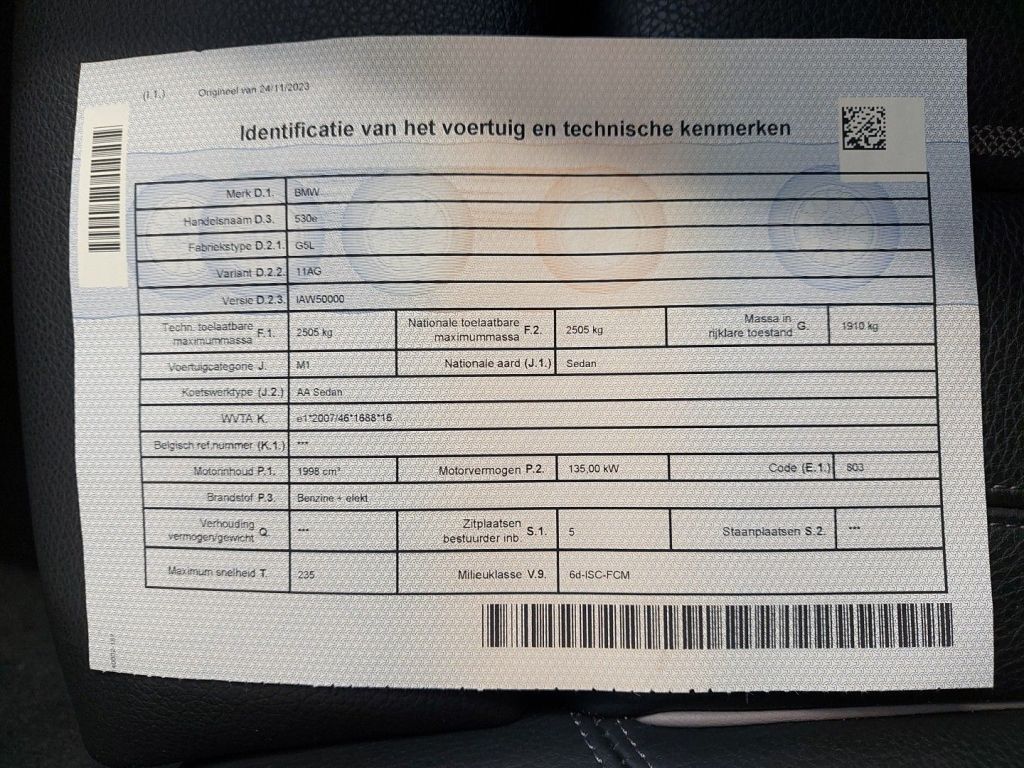 (I.1.) Origineel van 24/11/2023
Identificatie van het voertuig en technische kenmerken
Merk D.1. BMW
Handelsnaam D.3. 530e
Fabriekstype D.2.1. G5L
Variant D.2.2. 11AG
Versie D.2.3. IAW50000
Techn. toelaatbare maximummassa F.1. 2505 kg Nationale toelaatbare maximummassa F.2. 2505 kg Massa in rijklare toestand G. 1910 kg
Voertuigcategorie J. M1 Nationale aard (J.1.) Sedan
Koetswerktype (J.2.) AA Sedan
WVTA K. e1*2007/46*1688*16
Belgisch ref.nummer (K.1.) ***
Motorinhoud P.1. 1998 cm³ Motorvermogen P.2. 135,00 kW Code (E.1.) 803
Brandstof P.3. Benzine + elekt
Verhouding vermogen/gewicht Q. *** Zitplaatsen bestuurder inb. S.1. 5 Staanplaatsen S.2. ***
Maximum snelheid T. 235 Milieuklasse V.9. 6d-ISC-FCM